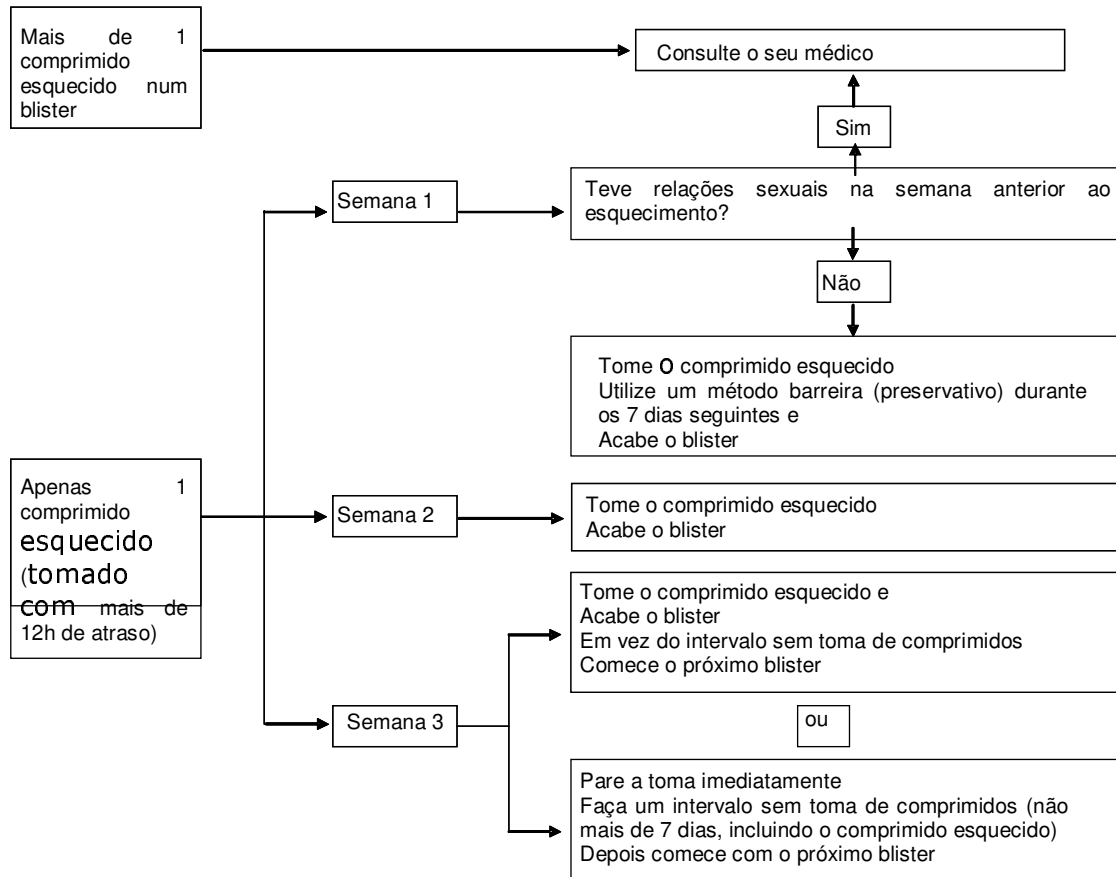 Mais de 1
comprimido
esquecido num
blister
Consulte o seu médico
Sim
Semana 1
Teve relações sexuais na semana anterior ao
esquecimento?
Não
Tome o comprimido esquecido
Utilize um método barreira (preservativo) durante
os 7 dias seguintes e
Acabe o blister
Apenas 1
comprimido
esquecido
(tomado
com mais de
12h de atraso)
Semana 2
Tome o comprimido esquecido
Acabe o blister
Semana 3
Tome o comprimido esquecido e
Acabe o blister
Em vez do intervalo sem toma de comprimidos
Comece o próximo blister
ou
Pare a toma imediatamente
Faça um intervalo sem toma de comprimidos (não
mais de 7 dias, incluindo o comprimido esquecido)
Depois comece com o próximo blister